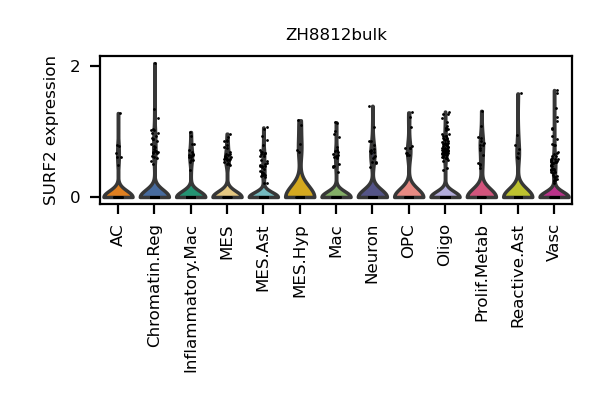 ZH8812bulk
SURF2 expression
2
0
AC
Chromatin.Reg
Inflammatory.Mac
MES
MES.Ast
MES.Hyp
Mac
Neuron
OPC
Oligo
Prolif.Metab
Reactive.Ast
Vasc